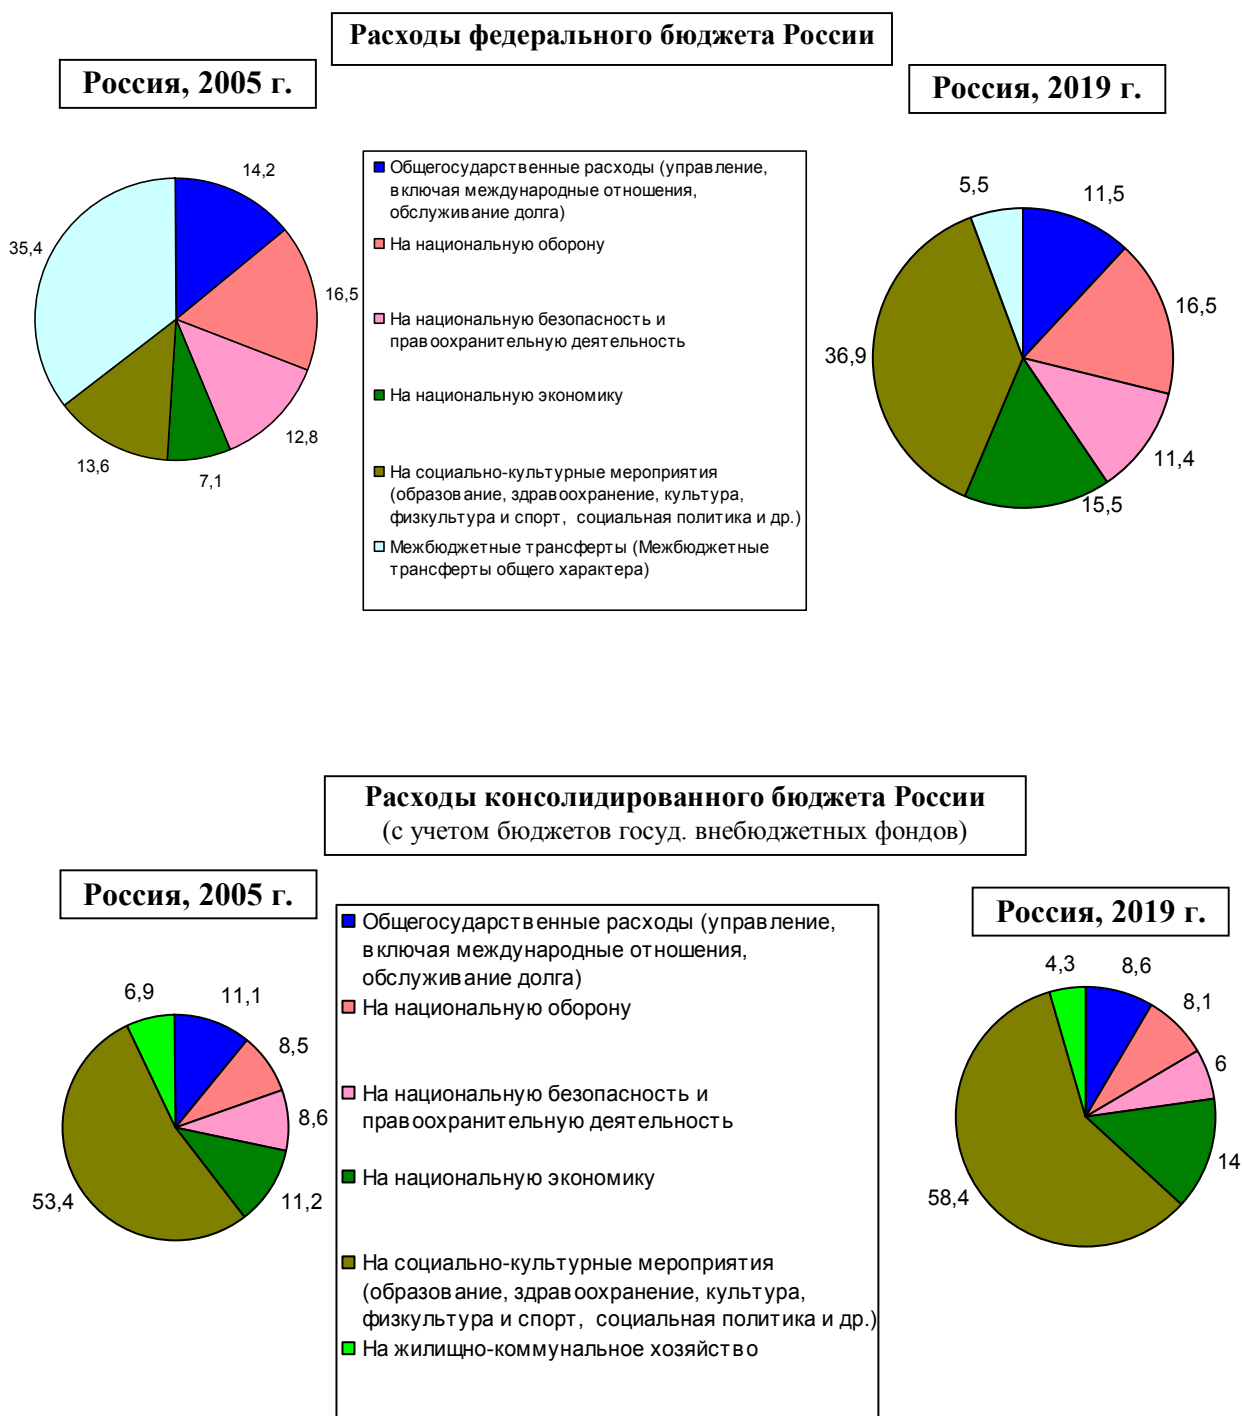 Расходы федерального бюджета России
Россия, 2005 г.
Россия, 2019 г.
14,2
16,5
12,8
7,1
13,6
35,4
Общегосударственные расходы (управление,
включая международные отношения,
обслуживание долга)
На национальную оборону
На национальную безопасность и
правоохранительную деятельность
На национальную экономику
На социально-культурные мероприятия
(образование, здравоохранение, культура,
физкультура и спорт, социальная политика и др.)
Межбюджетные трансферты (Межбюджетные
трансферты общего характера)
5,5
11,5
16,5
11,4
15,5
36,9
Расходы консолидированного бюджета России
(с учетом бюджетов госуд. внебюджетных фондов)
Россия, 2005 г.
Россия, 2019 г.
6,9
11,1
8,5
8,6
11,2
53,4
Общегосударственные расходы (управление,
включая международные отношения,
обслуживание долга)
На национальную оборону
На национальную безопасность и
правоохранительную деятельность
На национальную экономику
На социально-культурные мероприятия
(образование, здравоохранение, культура,
физкультура и спорт, социальная политика и др.)
На жилищно-коммунальное хозяйство
4,3
8,6
8,1
6
14
58,4